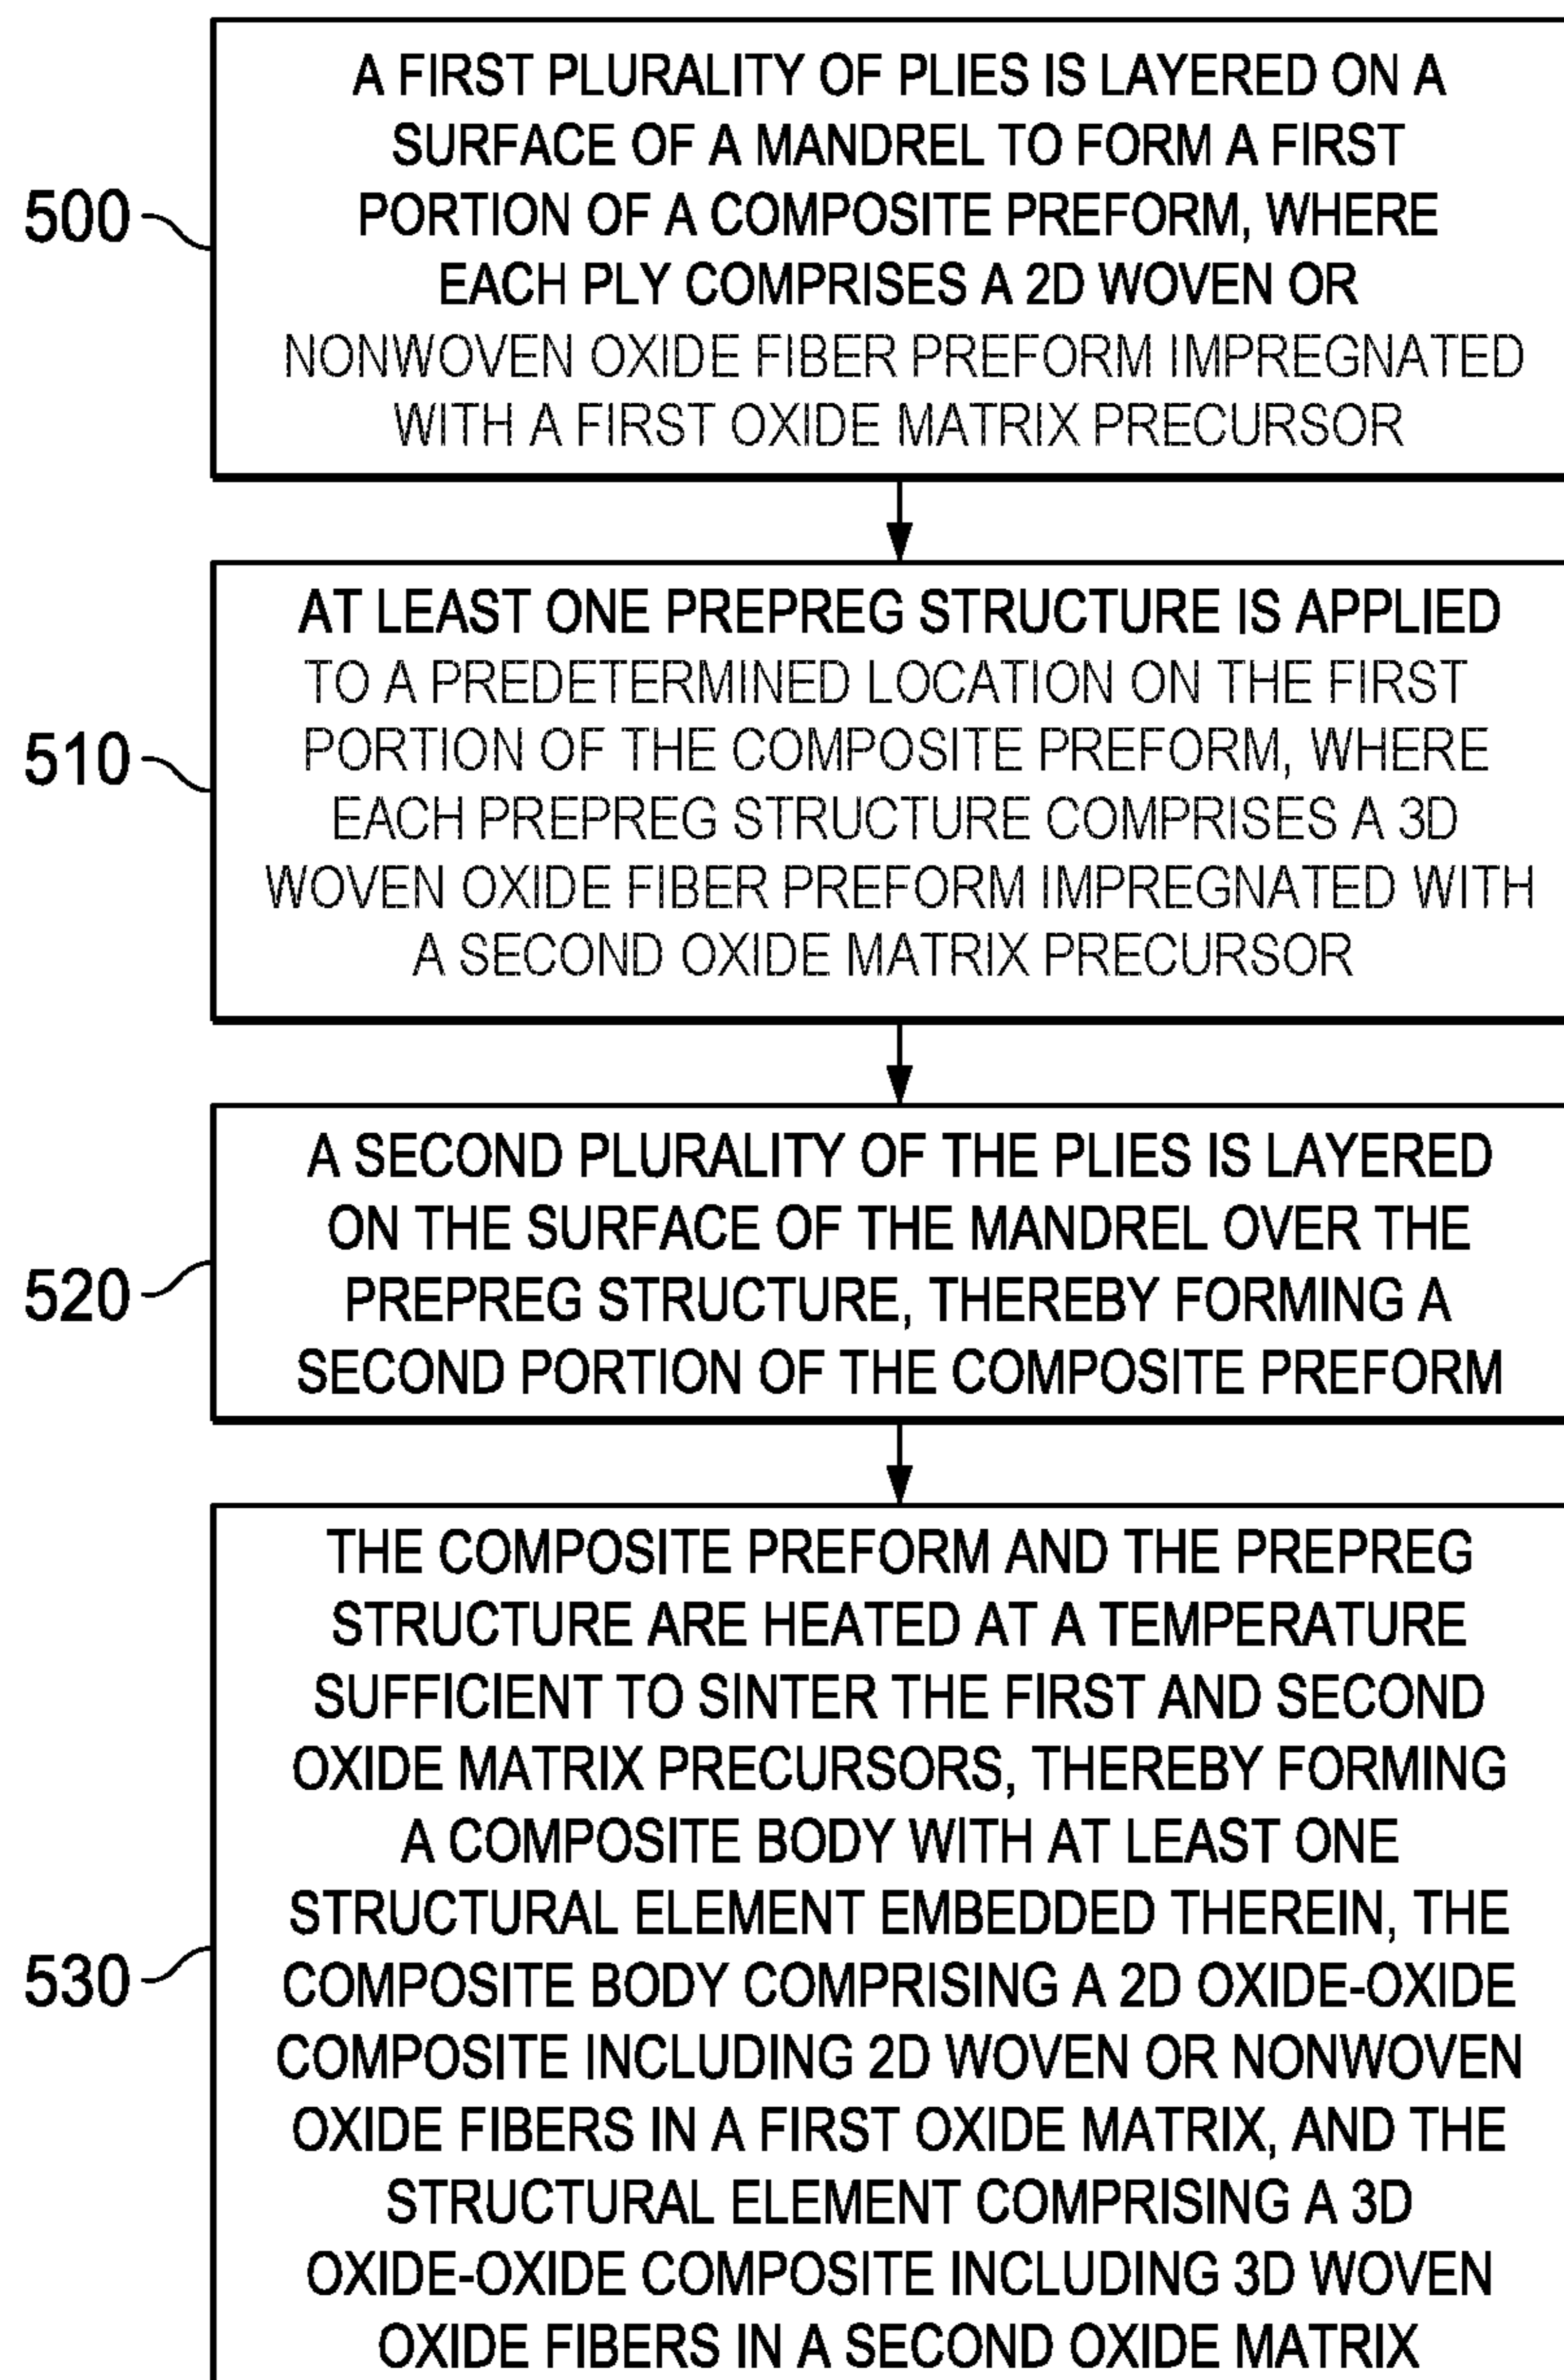 500
A FIRST PLURALITY OF PLIES IS LAYERED ON A
SURFACE OF A MANDREL TO FORM A FIRST
PORTION OF A COMPOSITE PREFORM, WHERE
EACH PLY COMPRISES A 2D WOVEN OR
NONWOVEN OXIDE FIBER PREFORM IMPREGNATED
WITH A FIRST OXIDE MATRIX PRECURSOR
510
AT LEAST ONE PREPREG STRUCTURE IS APPLIED
TO A PREDETERMINED LOCATION ON THE FIRST
PORTION OF THE COMPOSITE PREFORM, WHERE
EACH PREPREG STRUCTURE COMPRISES A 3D
WOVEN OXIDE FIBER PREFORM IMPREGNATED WITH
A SECOND OXIDE MATRIX PRECURSOR
520
A SECOND PLURALITY OF THE PLIES IS LAYERED
ON THE SURFACE OF THE MANDREL OVER THE
PREPREG STRUCTURE, THEREBY FORMING A
SECOND PORTION OF THE COMPOSITE PREFORM
530
THE COMPOSITE PREFORM AND THE PREPREG
STRUCTURE ARE HEATED AT A TEMPERATURE
SUFFICIENT TO SINTER THE FIRST AND SECOND
OXIDE MATRIX PRECURSORS, THEREBY FORMING
A COMPOSITE BODY WITH AT LEAST ONE
STRUCTURAL ELEMENT EMBEDDED THEREIN, THE
COMPOSITE BODY COMPRISING A 2D OXIDE-OXIDE
COMPOSITE INCLUDING 2D WOVEN OR NONWOVEN
OXIDE FIBERS IN A FIRST OXIDE MATRIX, AND THE
STRUCTURAL ELEMENT COMPRISING A 3D
OXIDE-OXIDE COMPOSITE INCLUDING 3D WOVEN
OXIDE FIBERS IN A SECOND OXIDE MATRIX